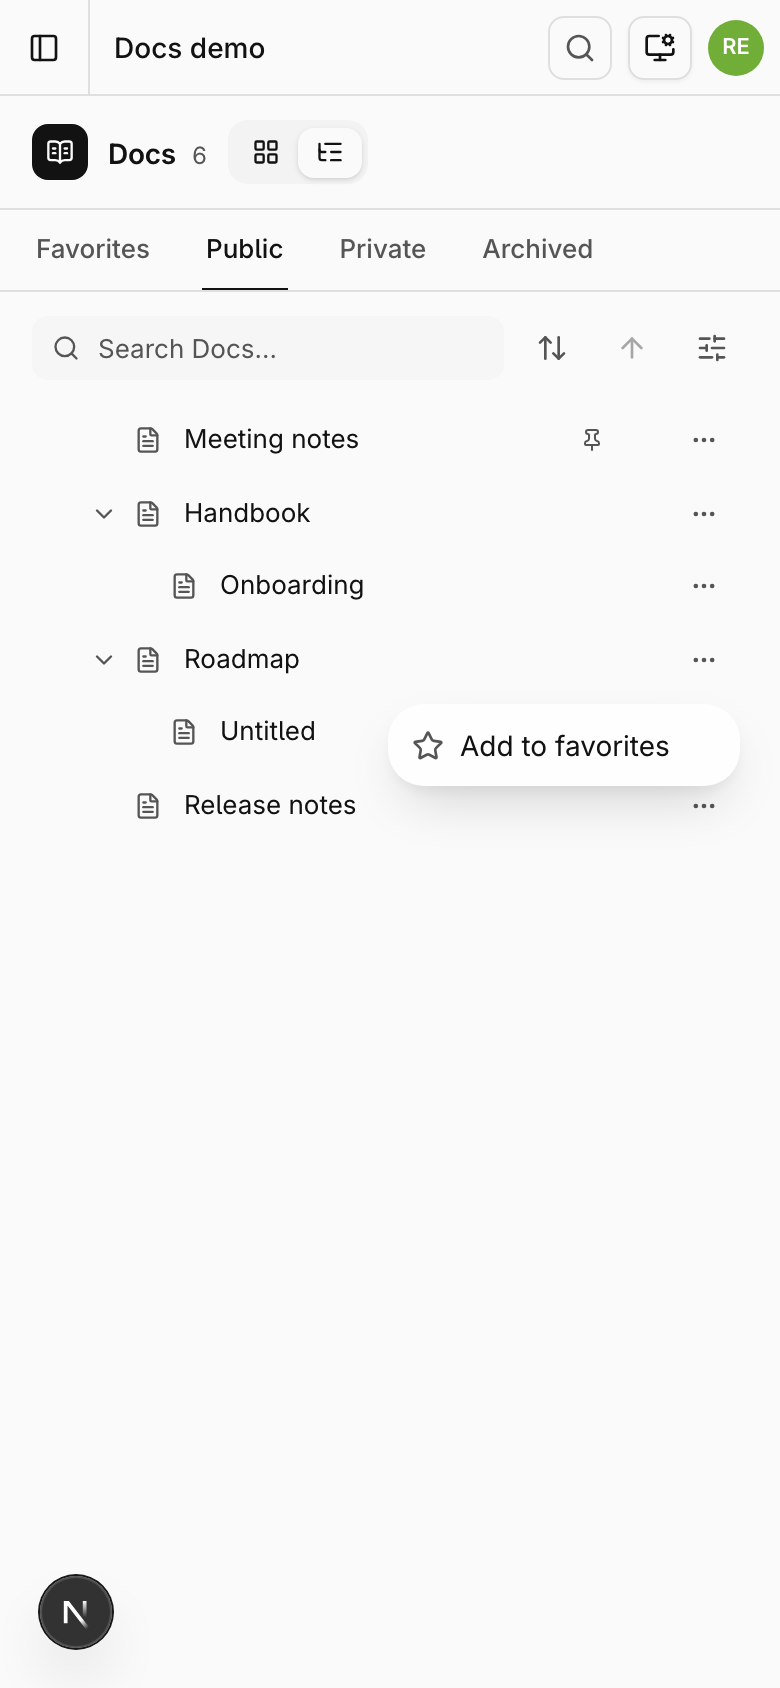 Docs demo
RE
Docs 6
Favorites Public Private Archived
Search Docs...
Meeting notes
Handbook
Onboarding
Roadmap
Untitled
Add to favorites
Release notes
N